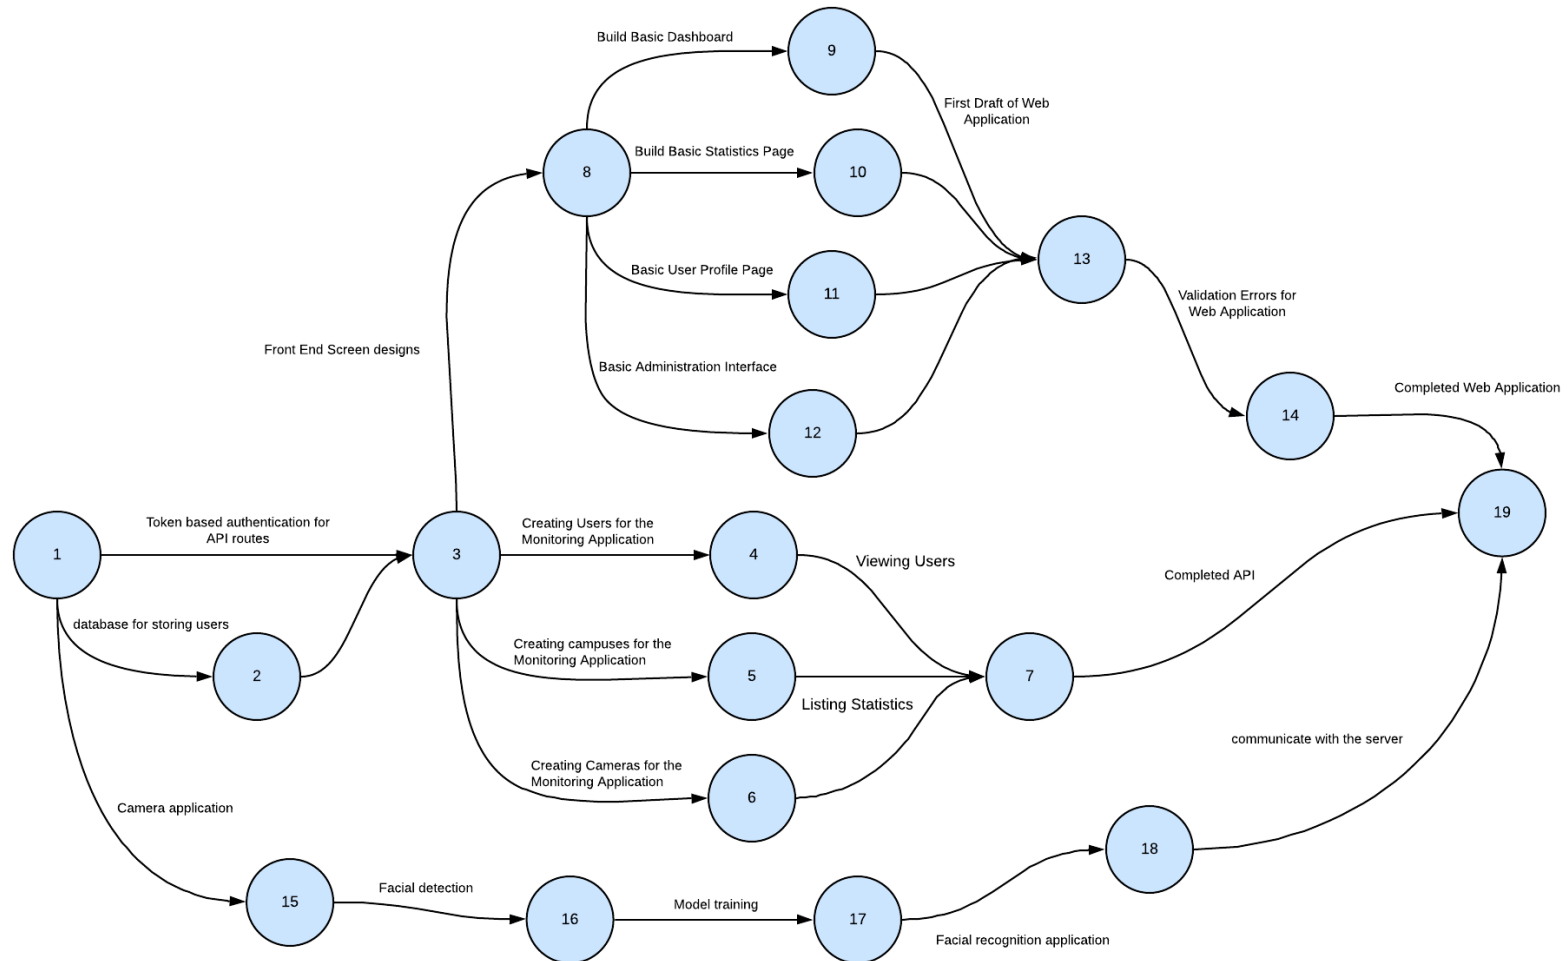 Build Basic Dashboard
9
First Draft of Web
Application
8
Build Basic Statistics Page
10
13
Basic User Profile Page
11
Validation Errors for
Web Application
Front End Screen designs
Basic Administration Interface
12
14
Completed Web Application
19
1
Token based authentication for
API routes
3
Creating Users for the
Monitoring Application
4
Viewing Users
Completed API
database for storing users
2
Creating campuses for the
Monitoring Application
5
Listing Statistics
7
communicate with the server
Creating Cameras for the
Monitoring Application
6
Camera application
18
15
Facial detection
16
Model training
17
Facial recognition application